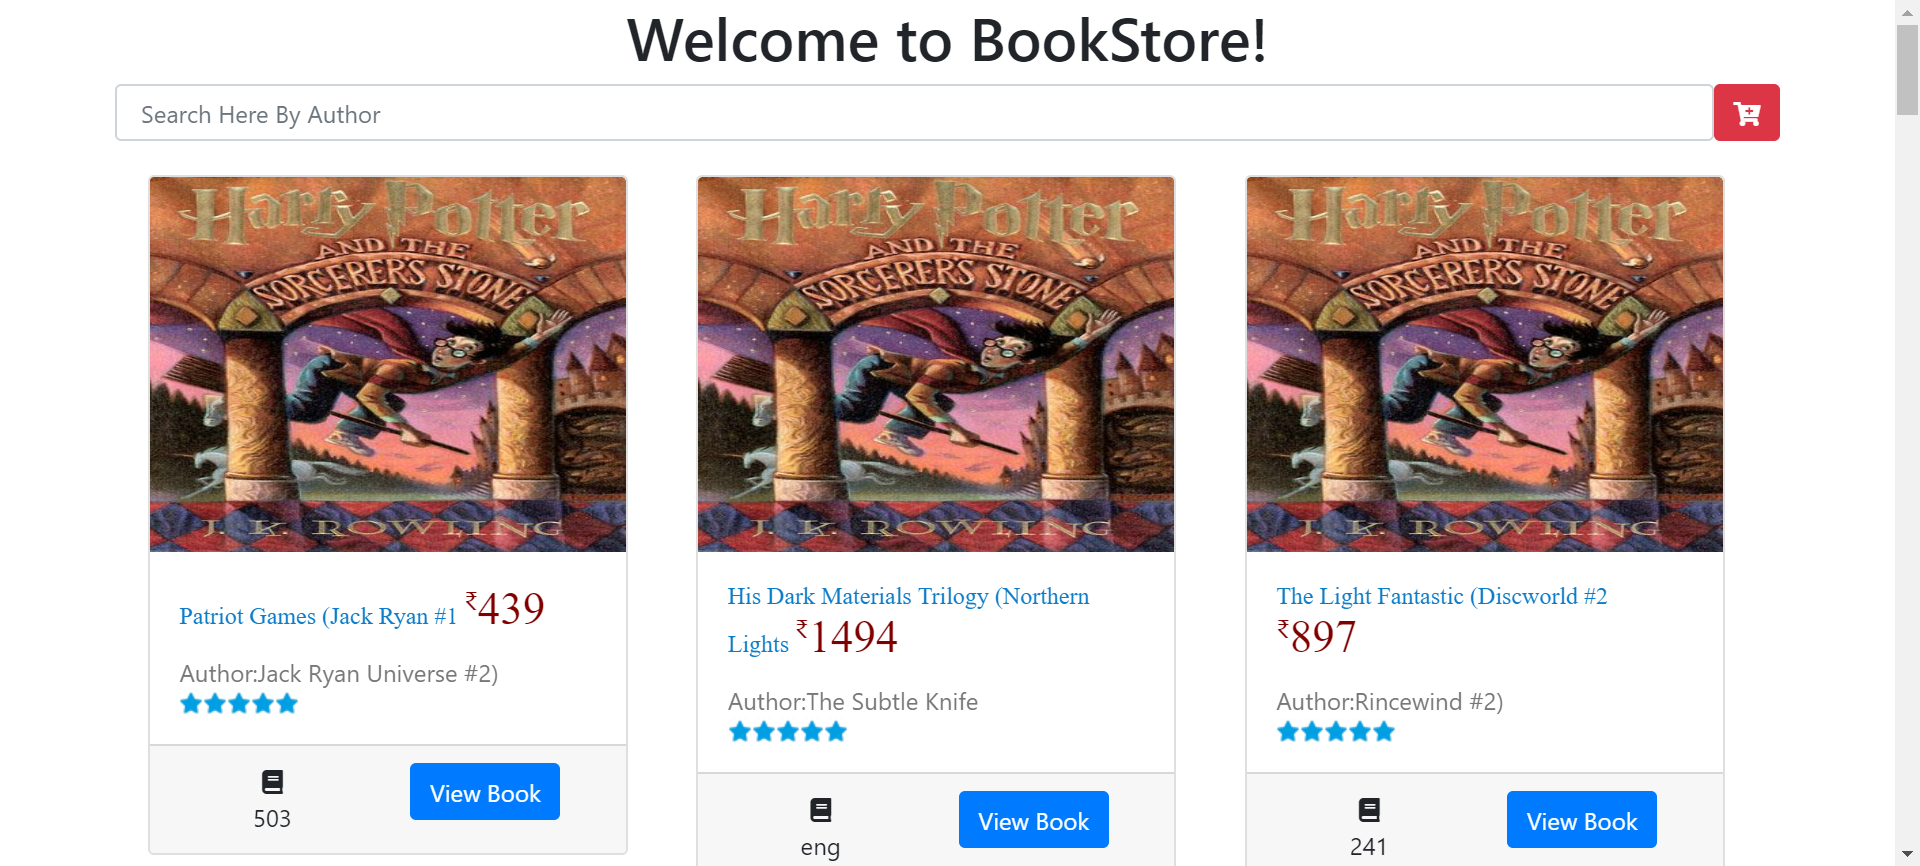 Welcome to BookStore!
Search Here By Author
Harry Potter
AND THE
SORCERER'S STONE
J. K. ROWLING
Patriot Games (Jack Ryan #1 ₹439
Author:Jack Ryan Universe #2)
503
View Book
Harry Potter
AND THE
SORCERER'S STONE
J. K. ROWLING
His Dark Materials Trilogy (Northern
Lights ₹1494
Author:The Subtle Knife
eng
View Book
Harry Potter
AND THE
SORCERER'S STONE
J. K. ROWLING
The Light Fantastic (Discworld #2
₹897
Author:Rincewind #2)
241
View Book